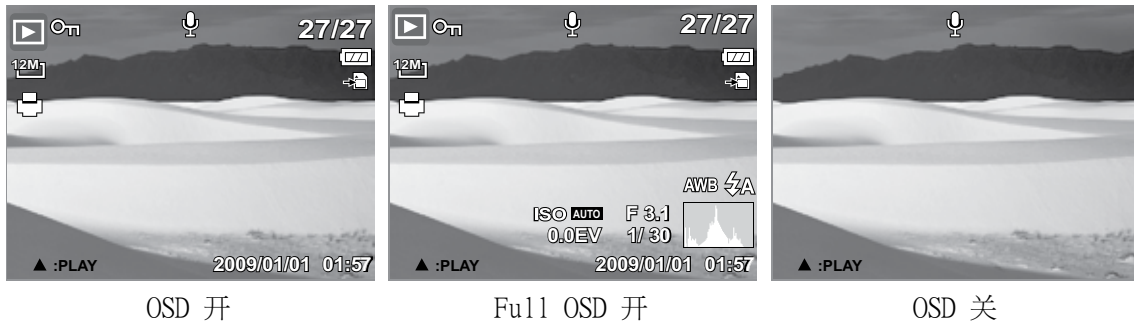 27/27
12M
▲ :PLAY
2009/01/01 01:57
OSD 开
27/27
12M
AWB A
ISO AUTO F 3.1
0.0EV 1/ 30
▲ :PLAY
2009/01/01 01:57
Full OSD 开
▲ :PLAY
OSD 关